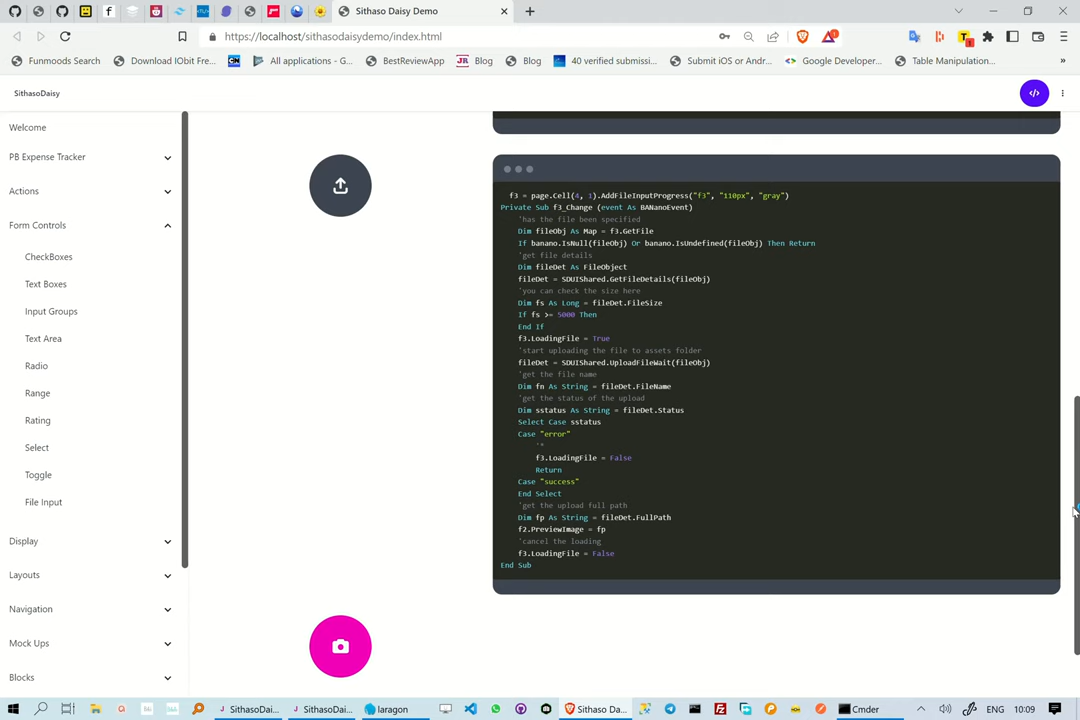 Sithaso Daisy Demo
https://localhost/sithasodaisydemo/index.html
Funmoods Search
Download IObit Fre...
All applications - G...
BestReviewApp
Blog
Blog
40 verified submissi...
Submit iOS or Andr...
Google Developer...
Table Manipulation...
»
SithasoDaisy
Welcome
PB Expense Tracker
Actions
Form Controls
CheckBoxes
Text Boxes
Input Groups
Text Area
Radio
Range
Rating
Select
Toggle
File Input
Display
Layouts
Navigation
Mock Ups
Blocks
f3 = page.Cell(4, 1).AddFileInputProgress("f3", "110px", "gray")
Private Sub f3_Change (event As BANanoEvent)
'has the file been specified
Dim fileObj As Map = f3.GetFile
If banano.IsNull(fileObj) Or banano.IsUndefined(fileObj) Then Return
'get file details
Dim fileDet As FileObject
fileDet = SDUIShared.GetFileDetails(fileObj)
'you can check the size here
Dim fs As Long = fileDet.FileSize
If fs >= 5000 Then
End If
f3.LoadingFile = True
'start uploading the file to assets folder
fileDet = SDUIShared.UploadFileWait(fileObj)
'get the file name
Dim fn As String = fileDet.FileName
'get the status of the upload
Dim sstatus As String = fileDet.Status
Select Case sstatus
Case "error"
'*
f3.LoadingFile = False
Return
Case "success"
End Select
'get the upload full path
Dim fp As String = fileDet.FullPath
f2.PreviewImage = fp
'cancel the loading
f3.LoadingFile = False
End Sub
SithasoDai...
SithasoDai...
laragon
Sithaso Da...
Cmder
ENG
10:09